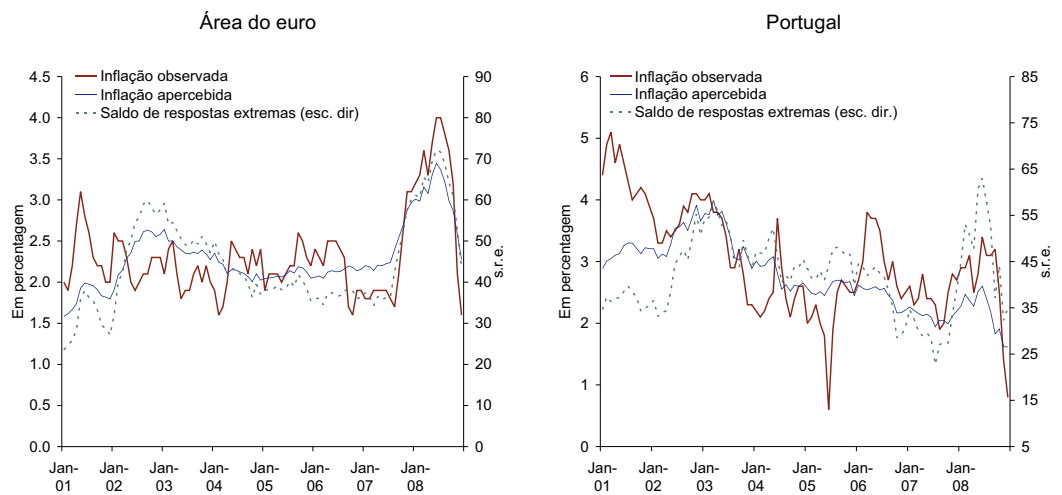 Área do euro
Em percentagem
4.5
4.0
3.5
3.0
2.5
2.0
1.5
1.0
0.5
0.0
Inflação observada
Inflação apercebida
Saldo de respostas extremas (esc. dir)
90
80
70
60
50
40
30
20
10
0
s.r.e.
Jan-01
Jan-02
Jan-03
Jan-04
Jan-05
Jan-06
Jan-07
Jan-08
Portugal
Em percentagem
6
5
4
3
2
1
0
Inflação observada
Inflação apercebida
Saldo de respostas extremas (esc. dir.)
85
75
65
55
45
35
25
15
5
s.r.e.
Jan-01
Jan-02
Jan-03
Jan-04
Jan-05
Jan-06
Jan-07
Jan-08